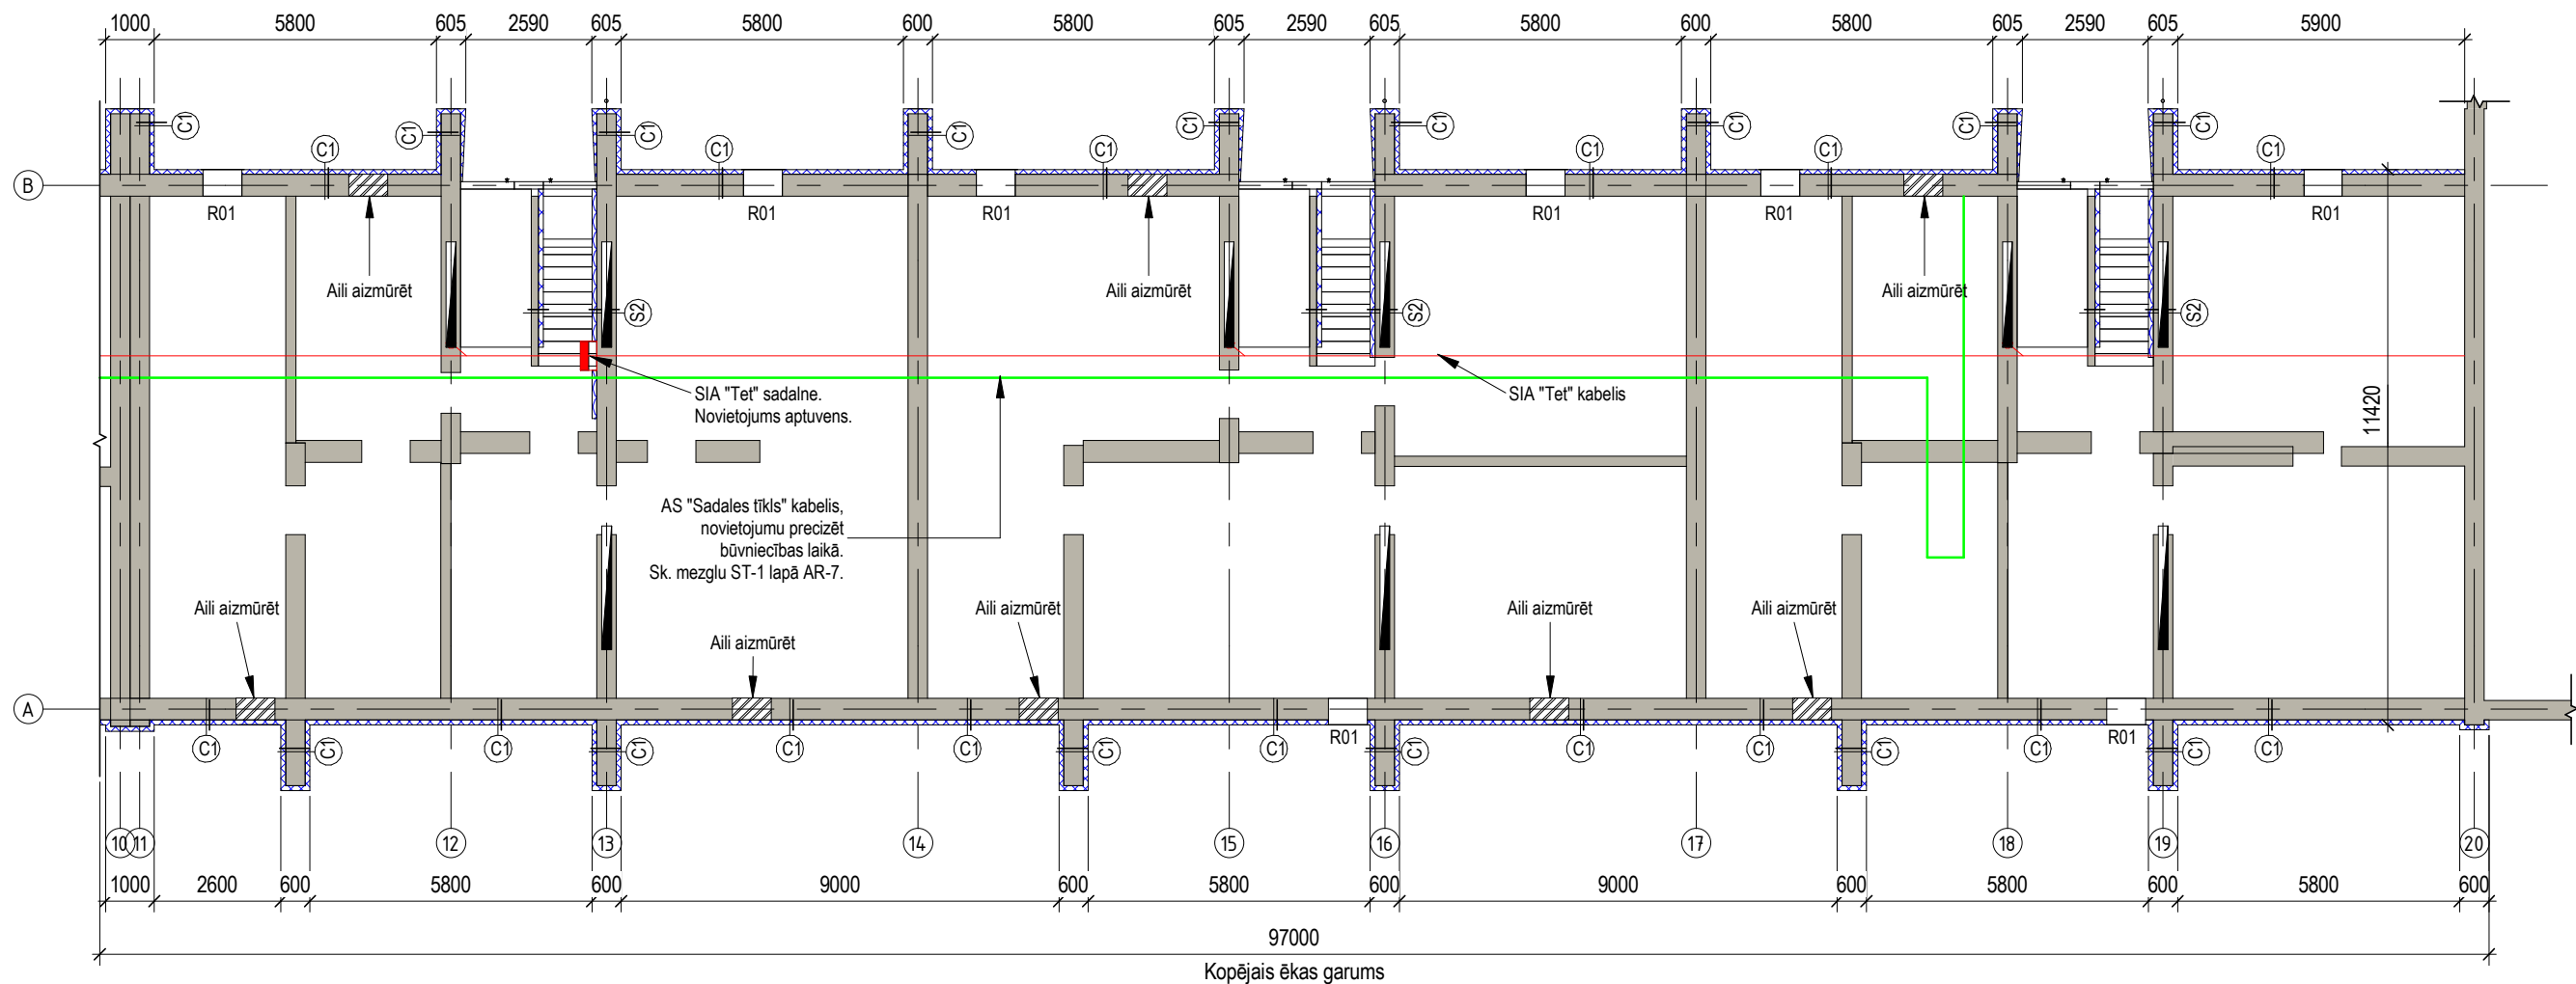 1000 5800 605 2590 605 5800 600 5800 605 2590 605 5800 600 5800 605 2590 605 5900
C1 C1 C1 C1 C1 C1 C1 C1 C1
C1 C1 C1 C1 C1 C1
B
R01 R01 R01 R01 R01 R01
Aili aizmūrēt Aili aizmūrēt Aili aizmūrēt
S2 S2 S2
SIA "Tet" sadalne.
Novietojums aptuvens.
SIA "Tet" kabelis
11420
AS "Sadales tīkls" kabelis,
novietojumu precizēt
būvniecības laikā.
Sk. mezglu ST-1 lapā AR-7.
Aili aizmūrēt Aili aizmūrēt Aili aizmūrēt Aili aizmūrēt
Aili aizmūrēt
A
R01 R01
C1 C1 C1 C1 C1 C1 C1 C1 C1 C1 C1 C1 C1 C1 C1
10 11 12 13 14 15 16 17 18 19 20
1000 2600 600 5800 600 9000 600 5800 600 9000 600 5800 600 5800 600
97000
Kopējais ēkas garums